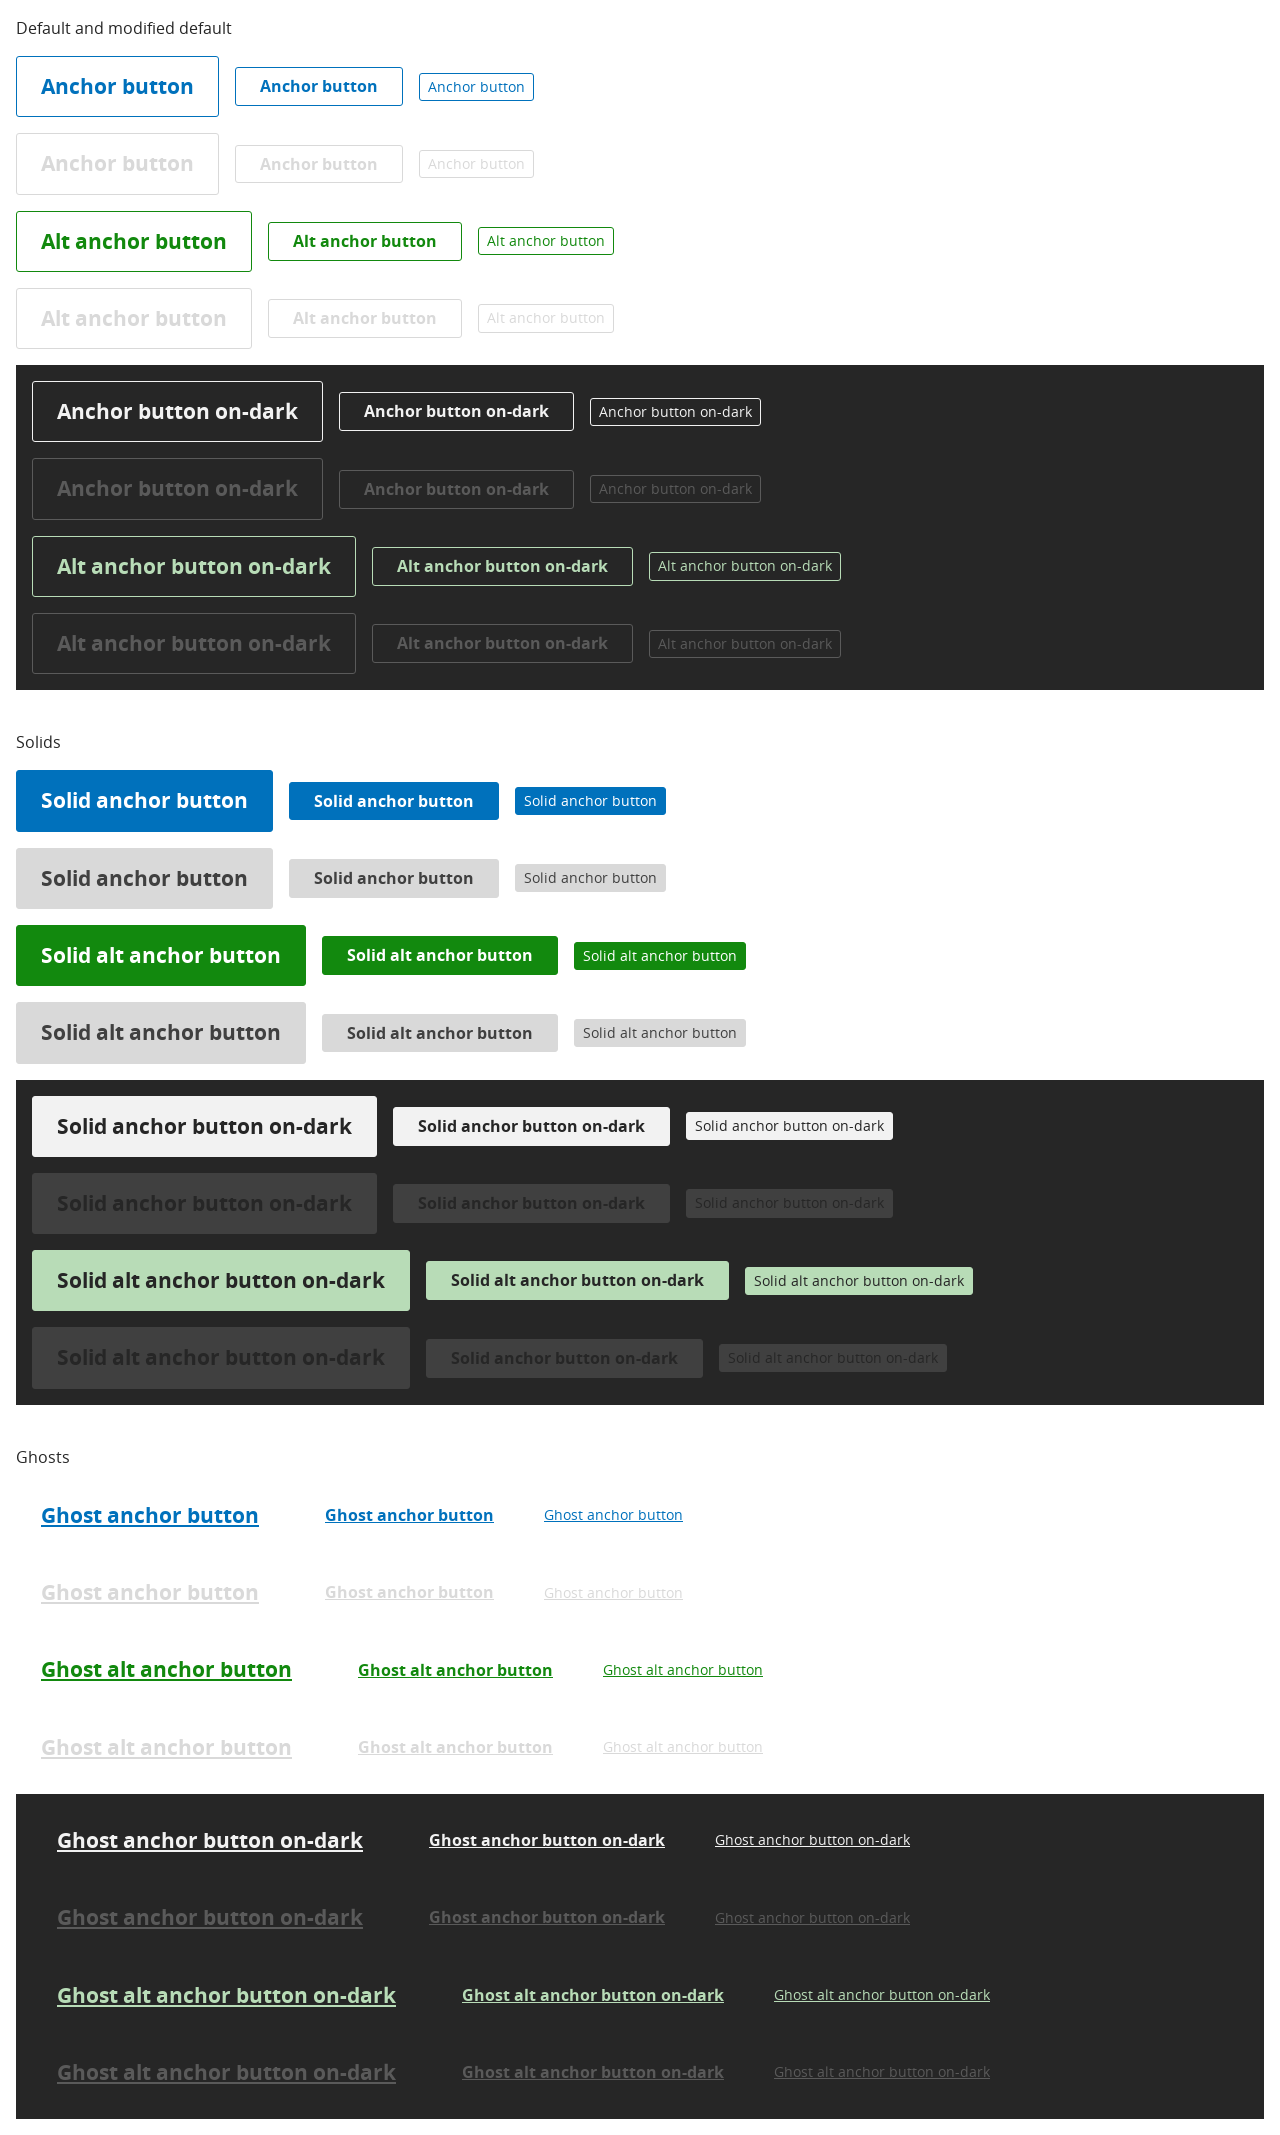 Default and modified default
Anchor button Anchor button Anchor button
Anchor button Anchor button Anchor button
Alt anchor button Alt anchor button Alt anchor button
Alt anchor button Alt anchor button Alt anchor button
Anchor button on-dark Anchor button on-dark Anchor button on-dark
Anchor button on-dark Anchor button on-dark Anchor button on-dark
Alt anchor button on-dark Alt anchor button on-dark Alt anchor button on-dark
Alt anchor button on-dark Alt anchor button on-dark Alt anchor button on-dark
Solids
Solid anchor button Solid anchor button Solid anchor button
Solid anchor button Solid anchor button Solid anchor button
Solid alt anchor button Solid alt anchor button Solid alt anchor button
Solid alt anchor button Solid alt anchor button Solid alt anchor button
Solid anchor button on-dark Solid anchor button on-dark Solid anchor button on-dark
Solid anchor button on-dark Solid anchor button on-dark Solid anchor button on-dark
Solid alt anchor button on-dark Solid alt anchor button on-dark Solid alt anchor button on-dark
Solid alt anchor button on-dark Solid anchor button on-dark Solid alt anchor button on-dark
Ghosts
Ghost anchor button Ghost anchor button Ghost anchor button
Ghost anchor button Ghost anchor button Ghost anchor button
Ghost alt anchor button Ghost alt anchor button Ghost alt anchor button
Ghost alt anchor button Ghost alt anchor button Ghost alt anchor button
Ghost anchor button on-dark Ghost anchor button on-dark Ghost anchor button on-dark
Ghost anchor button on-dark Ghost anchor button on-dark Ghost anchor button on-dark
Ghost alt anchor button on-dark Ghost alt anchor button on-dark Ghost alt anchor button on-dark
Ghost alt anchor button on-dark Ghost alt anchor button on-dark Ghost alt anchor button on-dark